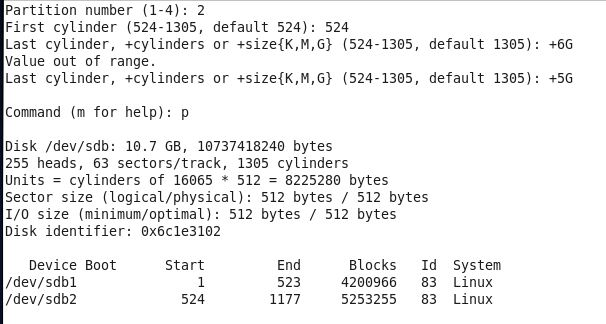 Partition number (1-4): 2
First cylinder (524-1305, default 524): 524
Last cylinder, +cylinders or +size{K,M,G} (524-1305, default 1305): +6G
Value out of range.
Last cylinder, +cylinders or +size{K,M,G} (524-1305, default 1305): +5G

Command (m for help): p

Disk /dev/sdb: 10.7 GB, 10737418240 bytes
255 heads, 63 sectors/track, 1305 cylinders
Units = cylinders of 16065 * 512 = 8225280 bytes
Sector size (logical/physical): 512 bytes / 512 bytes
I/O size (minimum/optimal): 512 bytes / 512 bytes
Disk identifier: 0x6c1e3102

   Device Boot      Start         End      Blocks   Id  System
/dev/sdb1               1         523     4200966   83  Linux
/dev/sdb2             524        1177     5253255   83  Linux